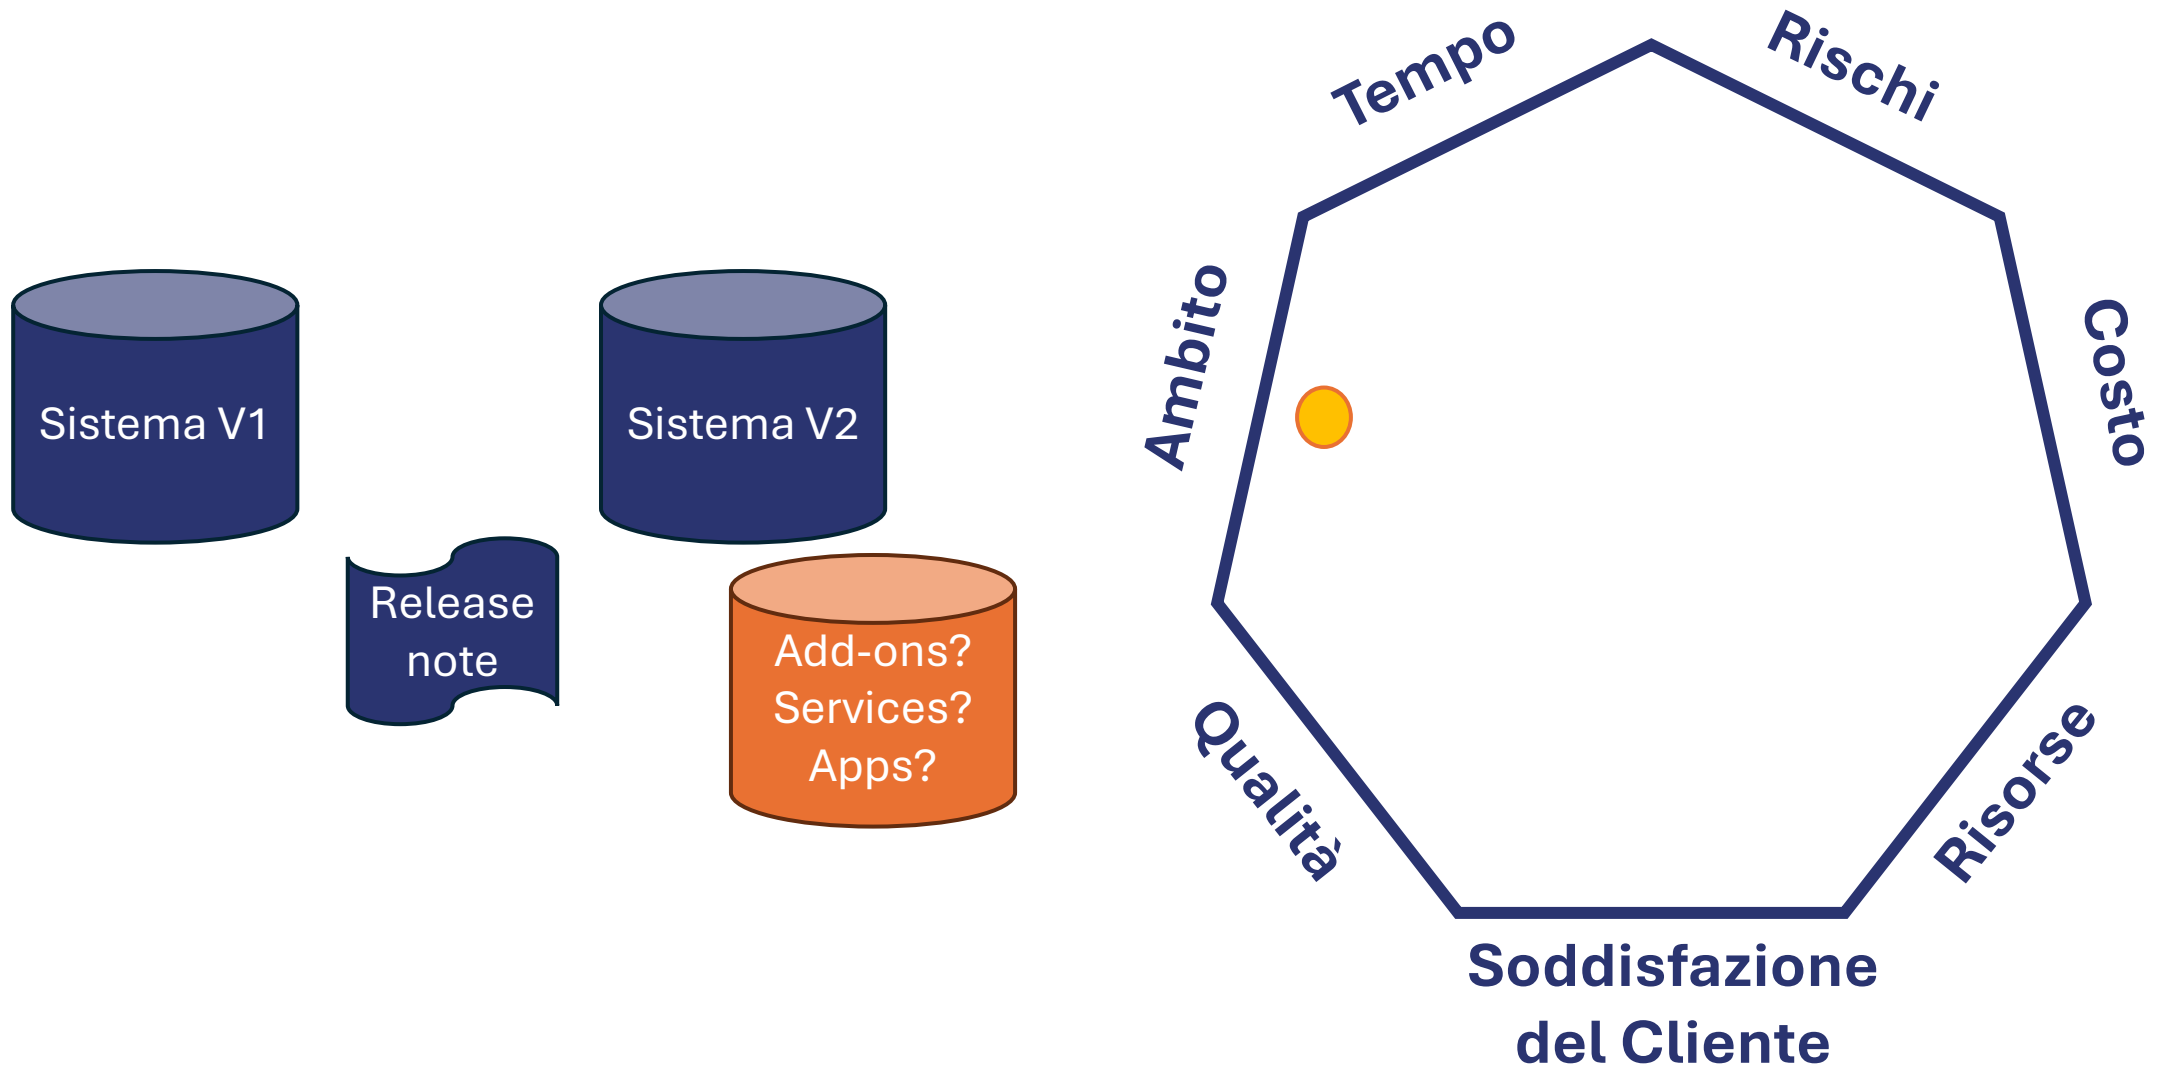 Sistema V1
Sistema V2
Release
note
Add-ons?
Services?
Apps?
Tempo
Rischi
Ambito
Costo
Qualità
Risorse
Soddisfazione
del Cliente